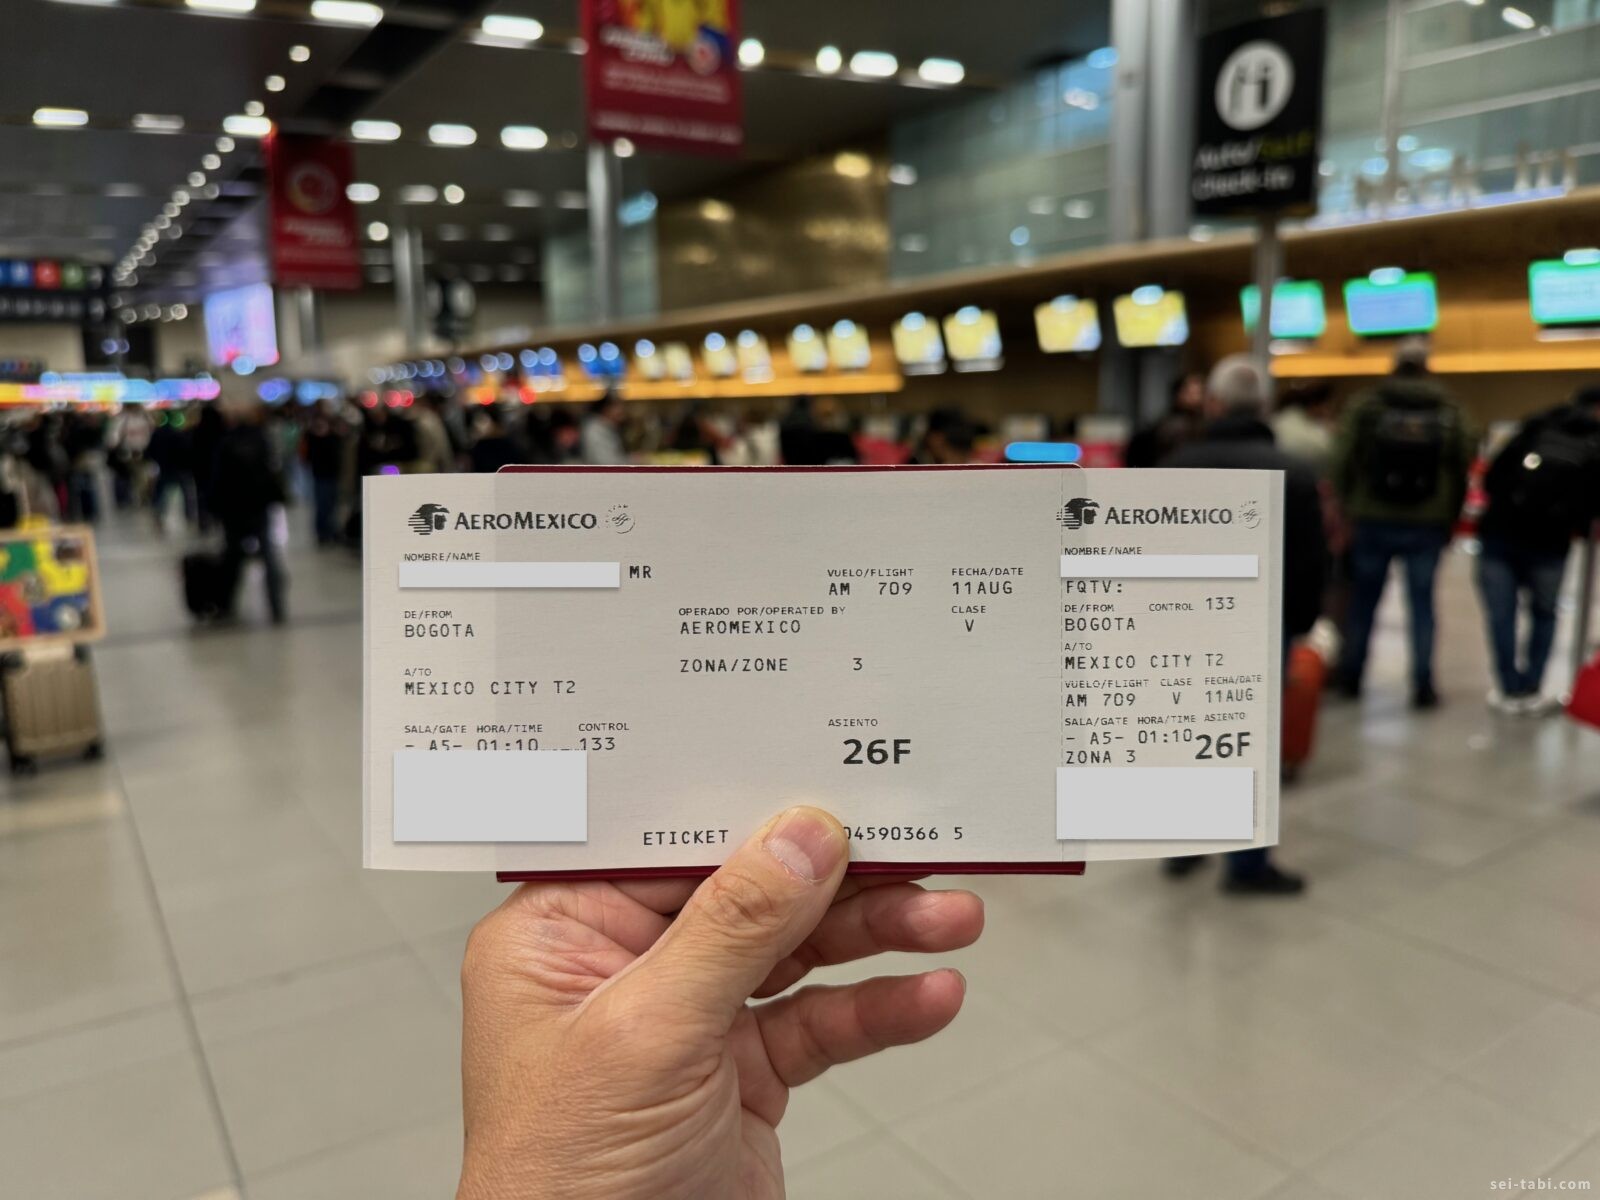 Auto/Self
Check-in
AEROMEXICO
NOMBRE/NAME
MR
VUELO/FLIGHT FECHA/DATE
AM 709 11AUG
DE/FROM
BOGOTA
OPERADO POR/OPERATED BY CLASE
AEROMEXICO V
ZONA/ZONE 3
A/TO
MEXICO CITY T2
SALA/GATE HORA/TIME CONTROL
- A5- 01:10 133
ASIENTO
26F
ETICKET 04590366 5
AEROMEXICO
NOMBRE/NAME
FQTV:
DE/FROM CONTROL 133
BOGOTA
A/TO
MEXICO CITY T2
VUELO/FLIGHT CLASE FECHA/DATE
AM 709 V 11AUG
SALA/GATE HORA/TIME ASIENTO
- A5- 01:10 26F
ZONA 3
sei-tabi.com